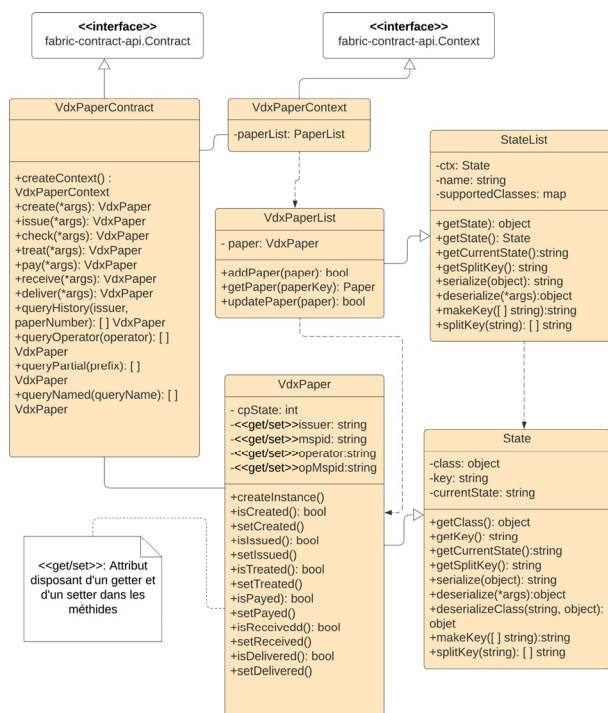 <<interface>>
fabric-contract-api.Contract
<<interface>>
fabric-contract-api.Context
VdxPaperContract
+createContext() :
VdxPaperContext
+create(*args): VdxPaper
+issue(*args): VdxPaper
+check(*args): VdxPaper
+treat(*args): VdxPaper
+pay(*args): VdxPaper
+receive(*args): VdxPaper
+deliver(*args): VdxPaper
+queryHistory(issuer,
paperNumber): [ ] VdxPaper
+queryOperator(operator): [ ]
VdxPaper
+queryPartial(prefix): [ ]
VdxPaper
+queryNamed(queryName): [ ]
VdxPaper
VdxPaperContext
-paperList: PaperList
StateList
-ctx: State
-name: string
-supportedClasses: map
+getState): object
+getState(): State
+getCurrentState():string
+getSplitKey(): string
+serialize(object): string
+deserialize(*args):object
+makeKey([ ] string):string
+splitKey(string): [ ] string
VdxPaperList
- paper: VdxPaper
+addPaper(paper): bool
+getPaper(paperKey): Paper
+updatePaper(paper): bool
VdxPaper
- cpState: int
-<<get/set>>issuer: string
-<<get/set>>mspid: string
-<<get/set>>operator:string
-<<get/set>>opMspid:string
+createInstance()
+isCreated(): bool
+setCreated()
+isIssued(): bool
+setIssued()
+isTreated(): bool
+setTreated()
+isPayed(): bool
+setPayed()
+isReceivedd(): bool
+setReceived()
+isDelivered(): bool
+setDelivered()
State
-class: object
-key: string
-currentState: string
+getClass(): object
+getKey(): string
+getCurrentState():string
+getSplitKey(): string
+serialize(object): string
+deserialize(*args):object
+deserializeClass(string, object):
objet
+makeKey([ ] string):string
+splitKey(string): [ ] string
<<get/set>>: Attribut
disposant d'un getter et
d'un setter dans les
méthides